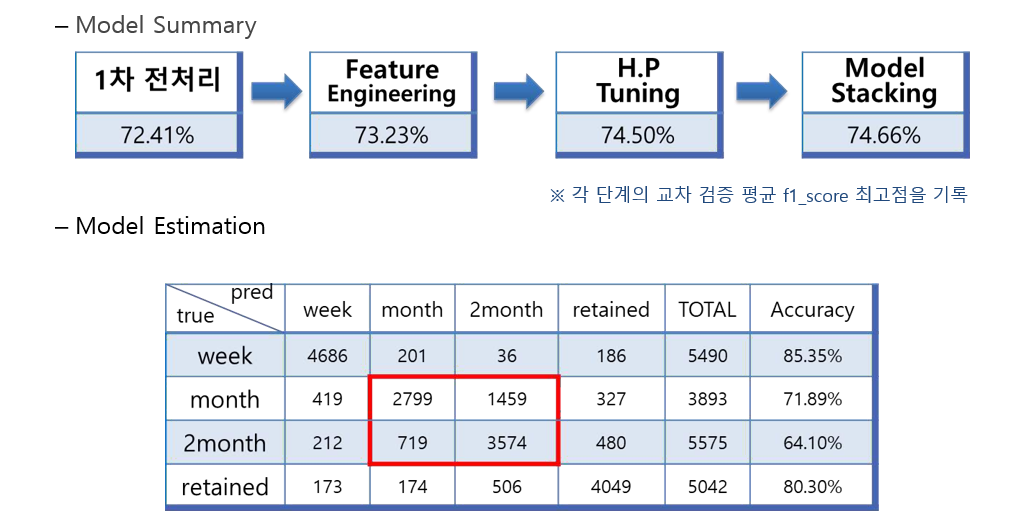 – Model Summary
1차 전처리 Feature Engineering H.P Tuning Model Stacking
72.41% 73.23% 74.50% 74.66%
※ 각 단계의 교차 검증 평균 f1_score 최고점을 기록
– Model Estimation
pred true week month 2month retained TOTAL Accuracy
week 4686 201 36 186 5490 85.35%
month 419 2799 1459 327 3893 71.89%
2month 212 719 3574 480 5575 64.10%
retained 173 174 506 4049 5042 80.30%